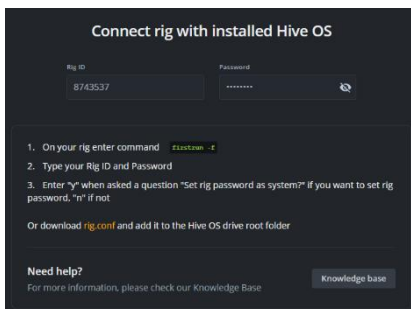 Connect rig with installed Hive OS
Rig ID
Password
8743537
••••••••
1. On your rig enter command firstrun -f
2. Type your Rig ID and Password
3. Enter "y" when asked a question "Set rig password as system?" if you want to set rig
password, "n" if not
Or download rig.conf and add it to the Hive OS drive root folder
Need help?
For more information, please check our Knowledge Base
Knowledge base